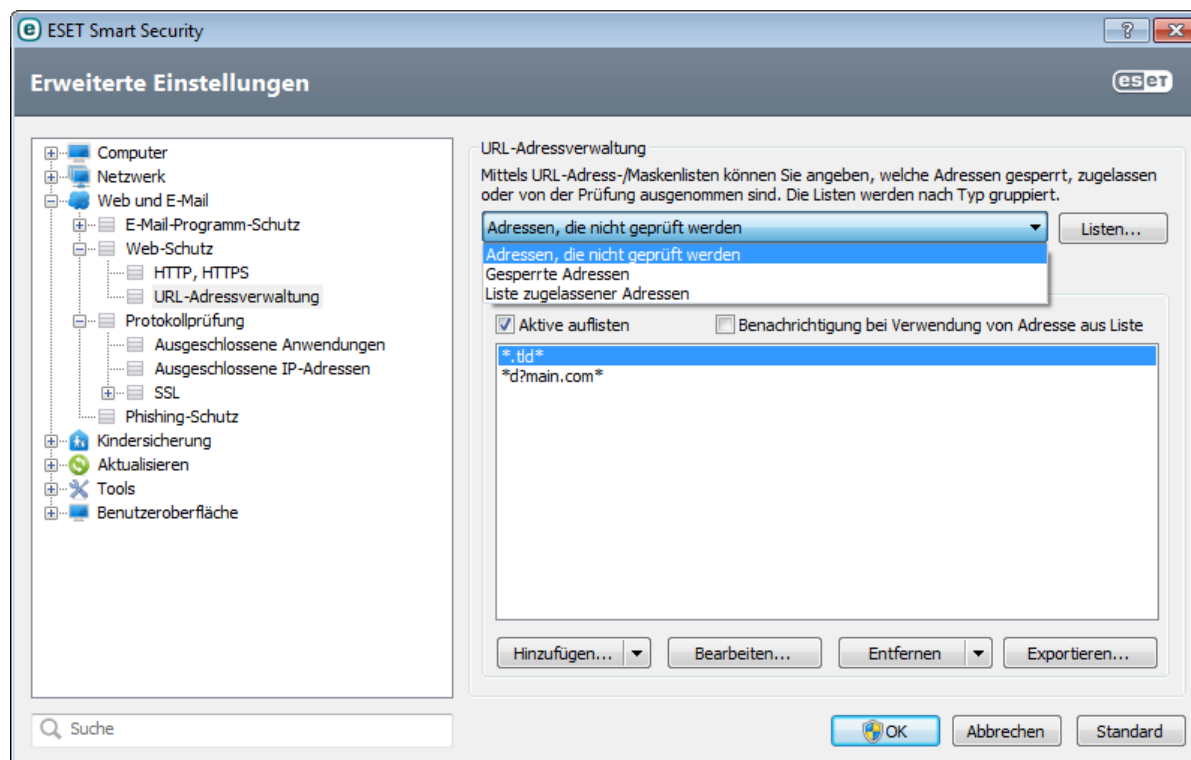 ESET Smart Security
Erweiterte Einstellungen
eset
Computer
Netzwerk
Web und E-Mail
E-Mail-Programm-Schutz
Web-Schutz
HTTP, HTTPS
URL-Adressverwaltung
Protokollprüfung
Ausgeschlossene Anwendungen
Ausgeschlossene IP-Adressen
SSL
Phishing-Schutz
Kindersicherung
Aktualisieren
Tools
Benutzeroberfläche
Suche
URL-Adressverwaltung
Mittels URL-Adress-/Maskenlisten können Sie angeben, welche Adressen gesperrt, zugelassen
oder von der Prüfung ausgenommen sind. Die Listen werden nach Typ gruppiert.
Adressen, die nicht geprüft werden
Listen...
Adressen, die nicht geprüft werden
Gesperrte Adressen
Liste zugelassener Adressen
Aktive auflisten
Benachrichtigung bei Verwendung von Adresse aus Liste
*.tld*
*d?main.com*
Hinzufügen...
Bearbeiten...
Entfernen
Exportieren...
OK
Abbrechen
Standard